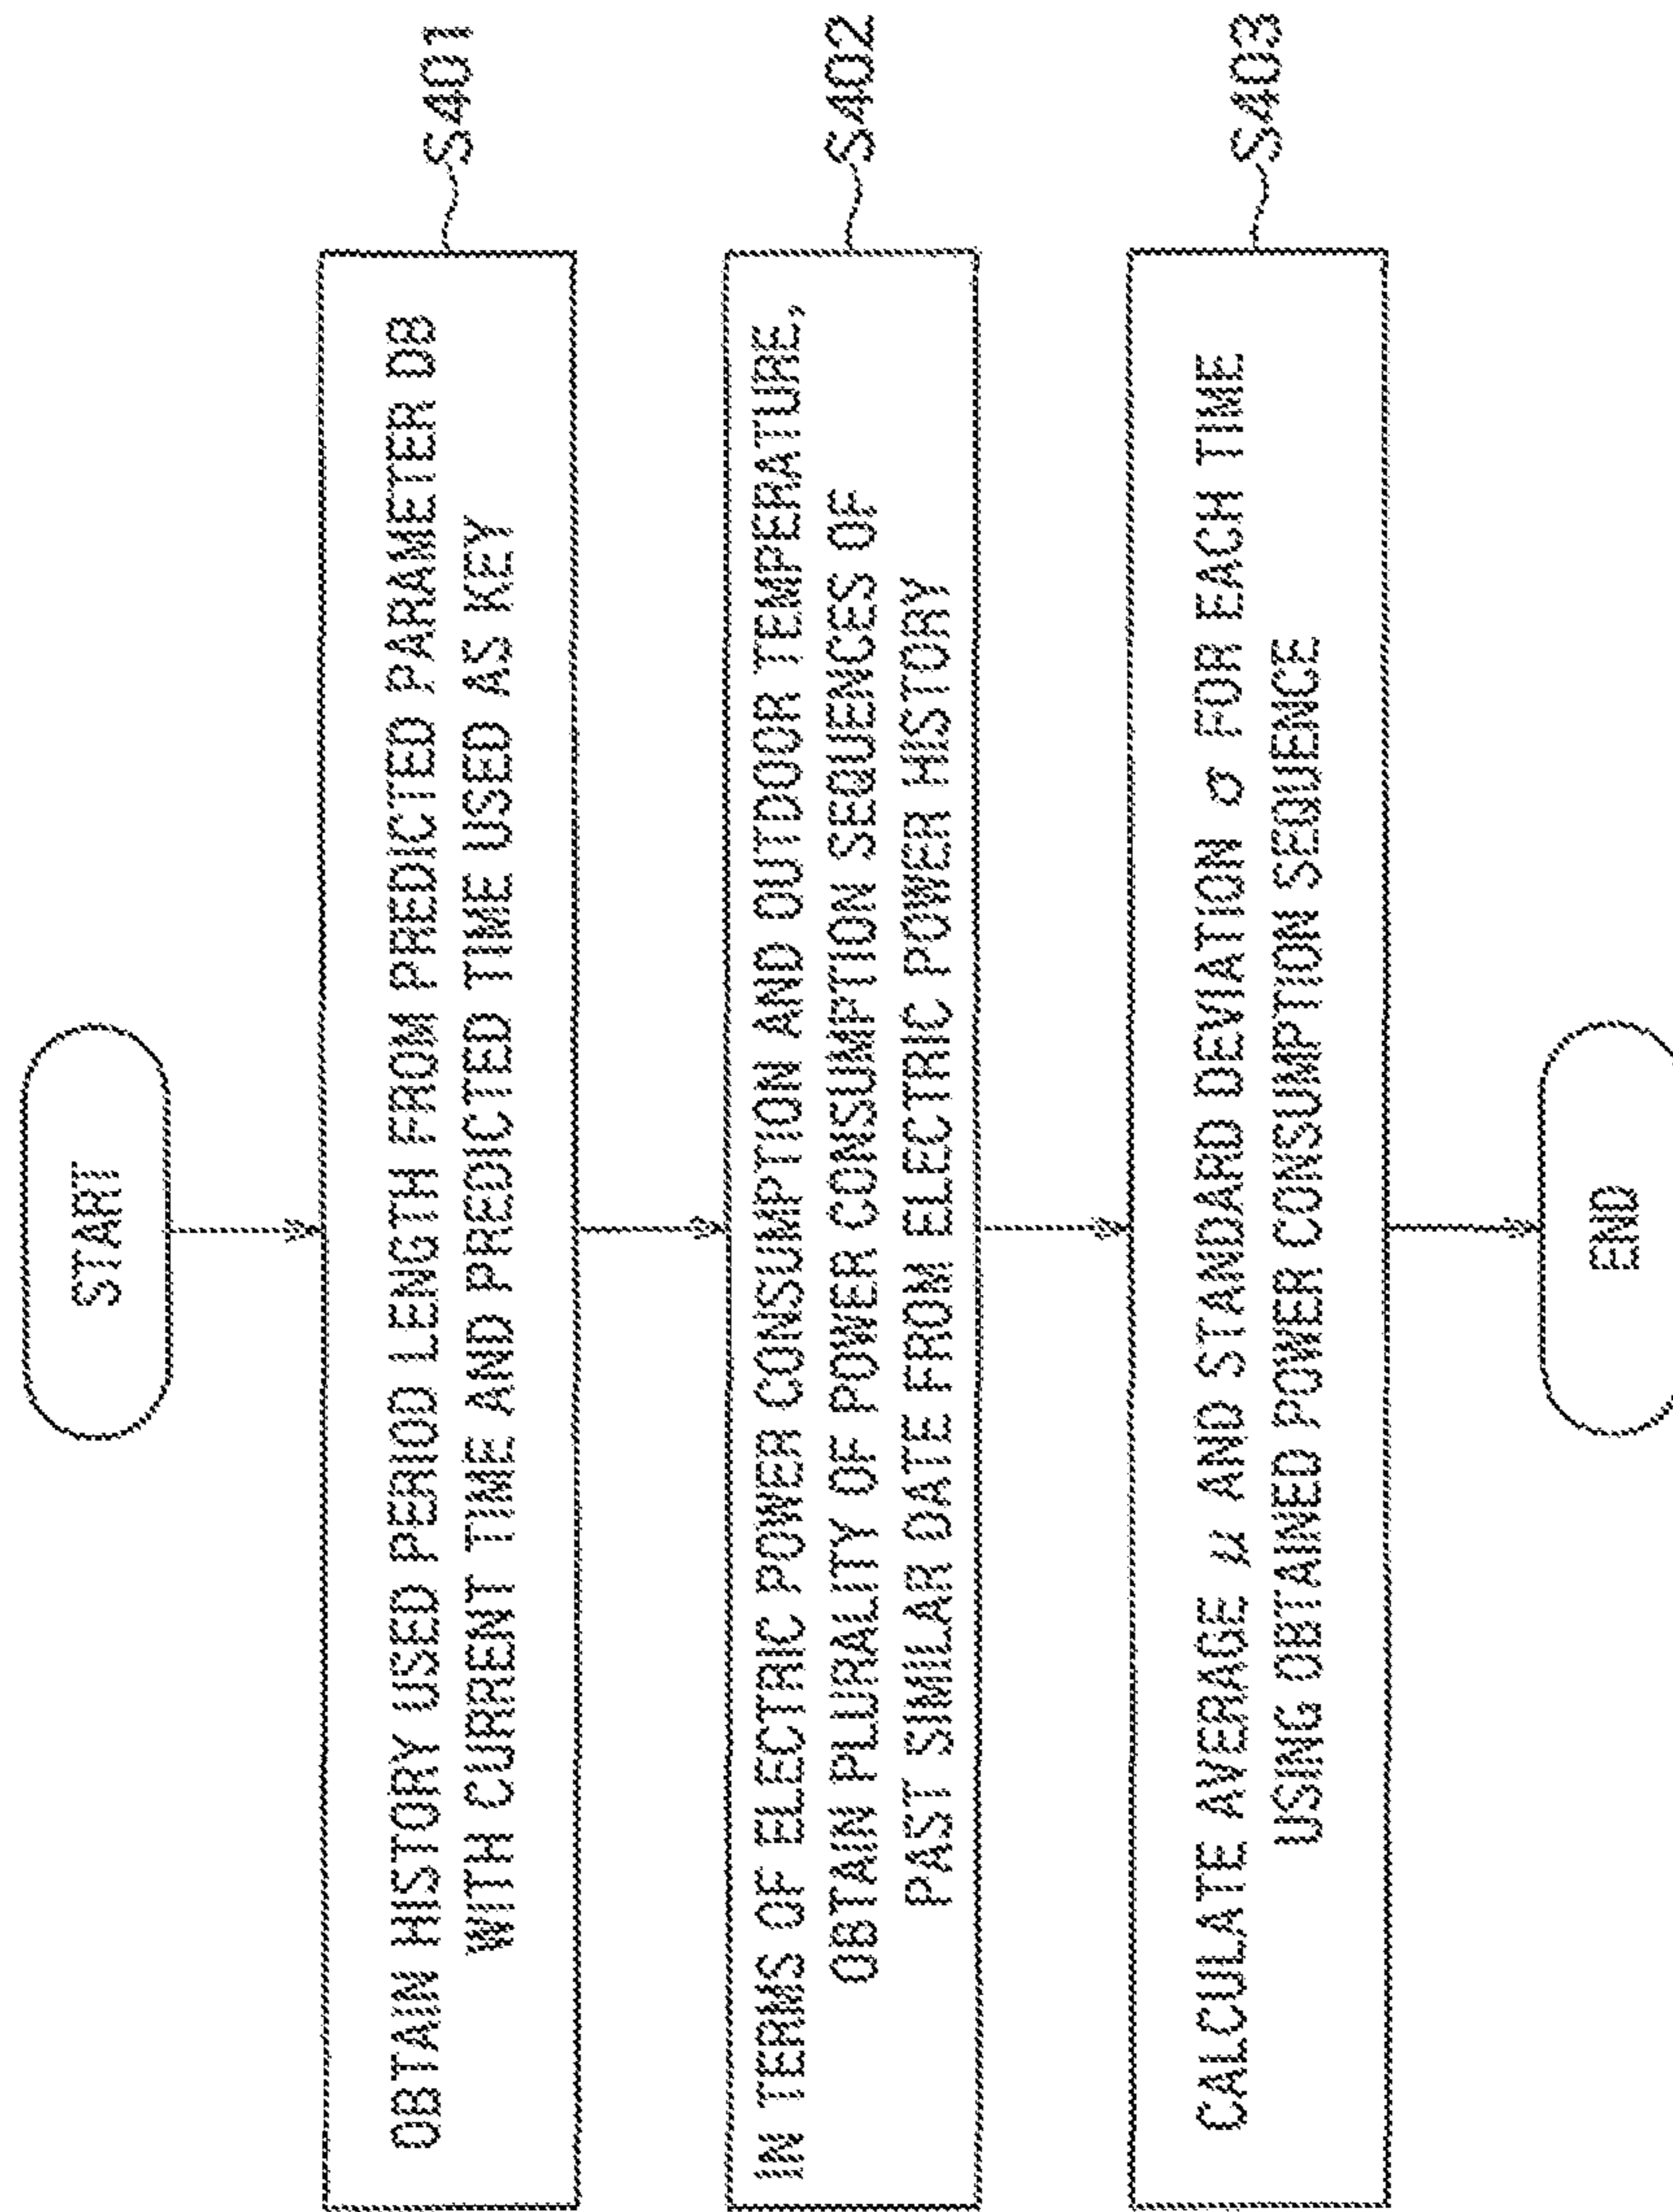 START
OBTAIN HISTORY USED PERIOD LENGTH FROM PREDICTED PARAMETER DB
WITH CURRENT TIME AND PREDICTED TIME USED AS KEY
S401
IN TERMS OF ELECTRIC POWER CONSUMPTION AND OUTDOOR TEMPERATURE,
OBTAIN PLURALITY OF POWER CONSUMPTION SEQUENCES OF
PAST SIMILAR DATE FROM ELECTRIC POWER HISTORY
S402
CALCULATE AVERAGE μ AND STANDARD DEVIATION σ FOR EACH TIME
USING OBTAINED POWER CONSUMPTION SEQUENCE
S403
END